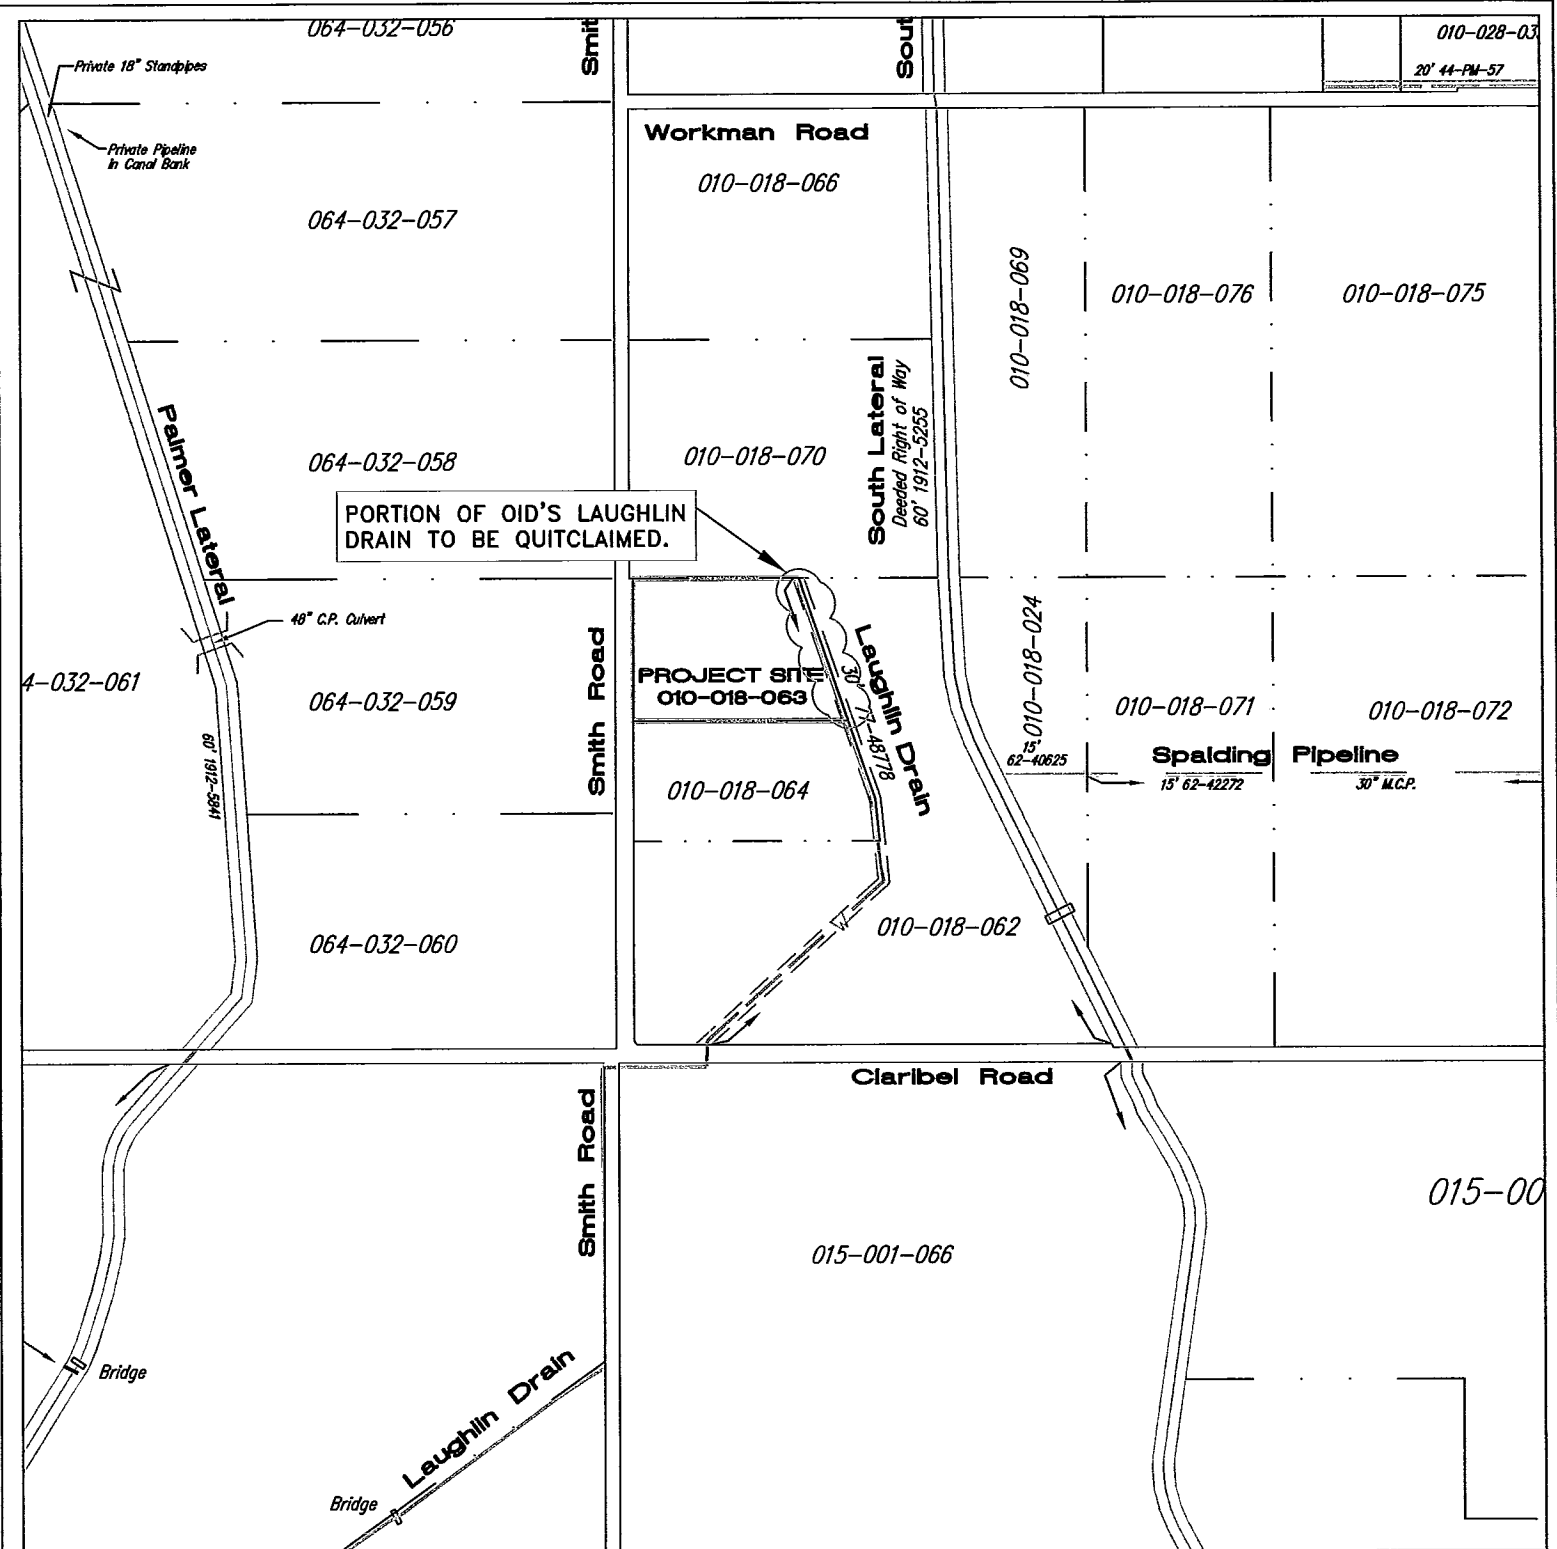 064-032-056
Smit
Sout
010-028-03
20' 44-PM-57
Private 18" Standpipes
Private Pipeline
In Canal Bank
Workman Road
010-018-066
064-032-057
010-018-069
010-018-076
010-018-075
Palmer Lateral
064-032-058
010-018-070
South Lateral
Deeded Right of Way
60' 1912-5255
PORTION OF OID'S LAUGHLIN
DRAIN TO BE QUITCLAIMED.
48" C.P. Culvert
4-032-061
064-032-059
60' 1912-5841
Smith Road
PROJECT SITE
010-018-063
30' 77-48778
Laughlin Drain
010-018-024
010-018-071
010-018-072
15'
62-40625
Spalding Pipeline
15' 62-42272
30" M.C.P.
010-018-064
064-032-060
010-018-062
Claribel Road
Smith Road
015-00
015-001-066
Bridge
Laughlin Drain
Bridge